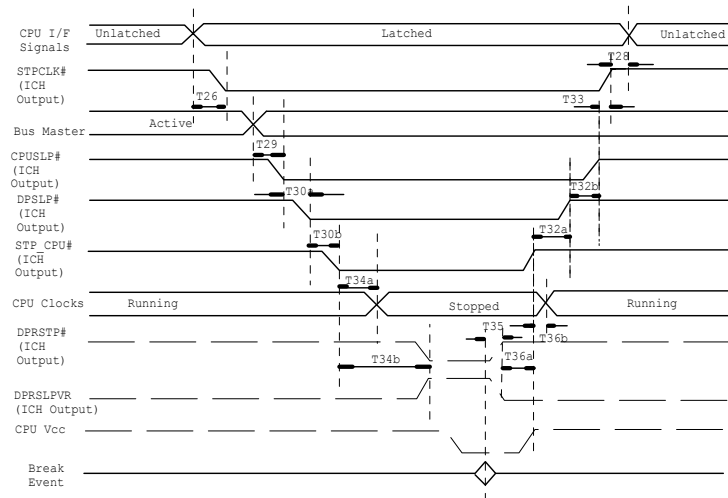 CPU I/F
Signals
Unlatched
Latched
Unlatched
STPCLK#
(ICH
Output)
T26
T28
T33
Bus Master
Active
T29
CPUSLP#
(ICH
Output)
T30a
T32b
DPSLP#
(ICH
Output)
T30b
T32a
STP_CPU#
(ICH
Output)
T34a
CPU Clocks
Running
Stopped
Running
DPRSTP#
(ICH
Output)
T35
T36b
T34b
T36a
DPRSLPVR
(ICH Output)
CPU Vcc
Break
Event